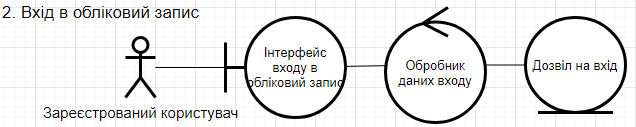 2. Вхід в обліковий запис
Інтерфейс
входу в
обліковий запис
Обробник
даних входу
Дозвіл на вхід
Зареєстрований користувач